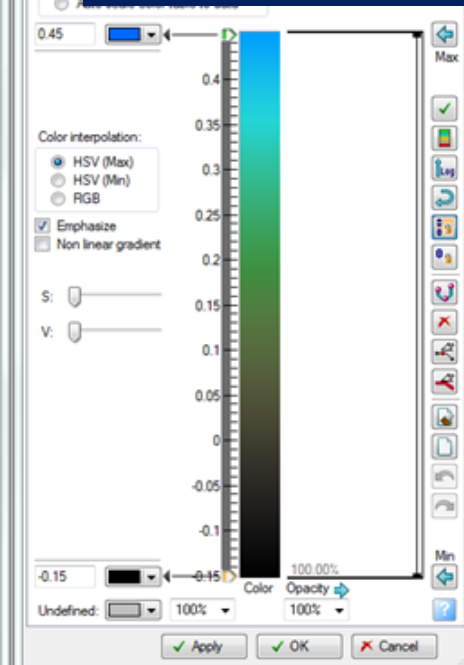 0.45
Max
0.4
0.35
Color interpolation:
HSV (Max)
0.3
HSV (Min)
RGB
Log
0.25
Emphasize
Non linear gradient
0.2
S:
0.15
V:
0.1
0.05
0
-0.05
-0.1
Min
-0.15
-0.15
100.00%
Color
Opacity
Undefined:
100%
100%
?
Apply
OK
Cancel